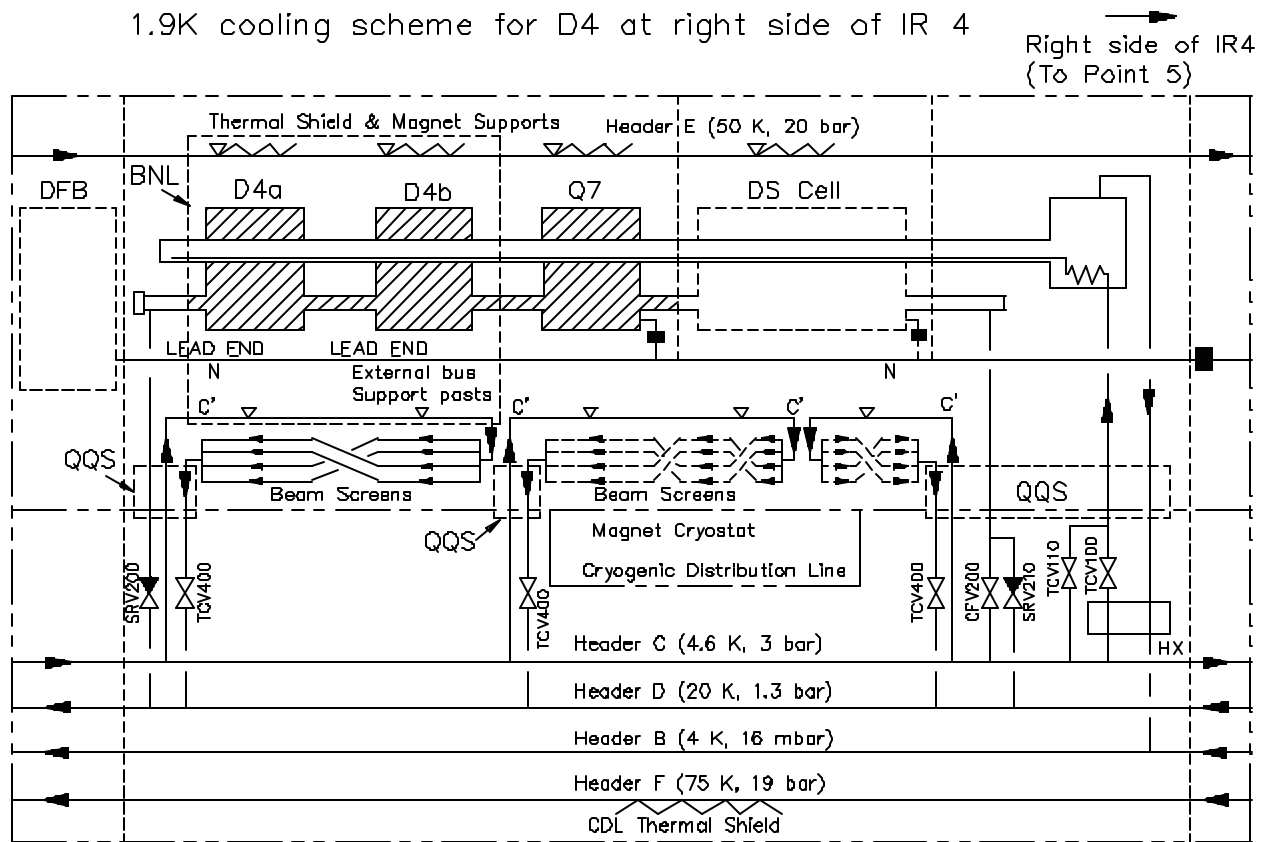 1.9K cooling scheme for D4 at right side of IR 4
Right side of IR4
(To Point 5)
Thermal Shield & Magnet Supports
Header E (50 K, 20 bar)
DFB
BNL
D4a
D4b
Q7
DS Cell
LEAD END
LEAD END
N
External bus
Support pasts
N
C'
C'
C'
C'
QQS
Beam Screens
Beam Screens
QQS
QQS
Magnet Cryostat
Cryogenic Distribution Line
SRV200
TCV400
TCV400
TCV400
CFV200
SRV210
TCV110
TCV100
Header C (4.6 K, 3 bar)
HX
Header D (20 K, 1.3 bar)
Header B (4 K, 16 mbar)
Header F (75 K, 19 bar)
CDL Thermal Shield